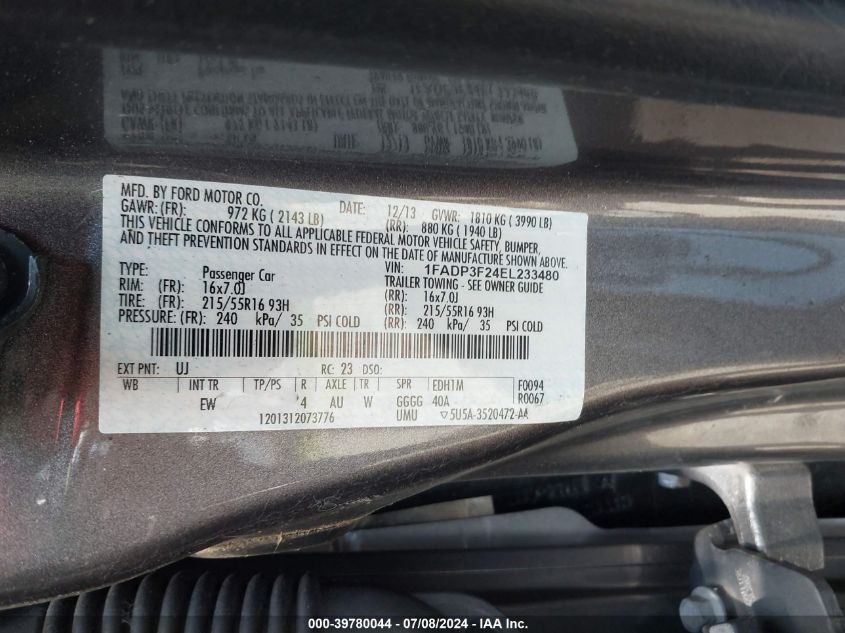 MFD. BY FORD MOTOR CO. DATE: 12/13 GVWR: 1810 KG ( 3990 LB)
GAWR: (FR): 972 KG ( 2143 LB) (RR): 880 KG ( 1940 LB)
THIS VEHICLE CONFORMS TO ALL APPLICABLE FEDERAL MOTOR VEHICLE SAFETY, BUMPER,
AND THEFT PREVENTION STANDARDS IN EFFECT ON THE DATE OF MANUFACTURE SHOWN ABOVE.
VIN: 1FADP3F24EL233480
TYPE: Passenger Car TRAILER TOWING - SEE OWNER GUIDE
RIM: (FR): 16x7.0J (RR): 16x7.0J
TIRE: (FR): 215/55R16 93H (RR): 215/55R16 93H
PRESSURE: (FR): 240 kPa/ 35 PSI COLD (RR): 240 kPa/ 35 PSI COLD
EXT PNT: UJ RC: 23 DSO:
WB INT TR TP/PS R AXLE TR SPR EDH1M F0094
EW 4 AU W GGGG 40A R0067
1201312073776 UMU ▽5U5A-3520472-AA
000-39780044 - 07/08/2024 - IAA Inc.